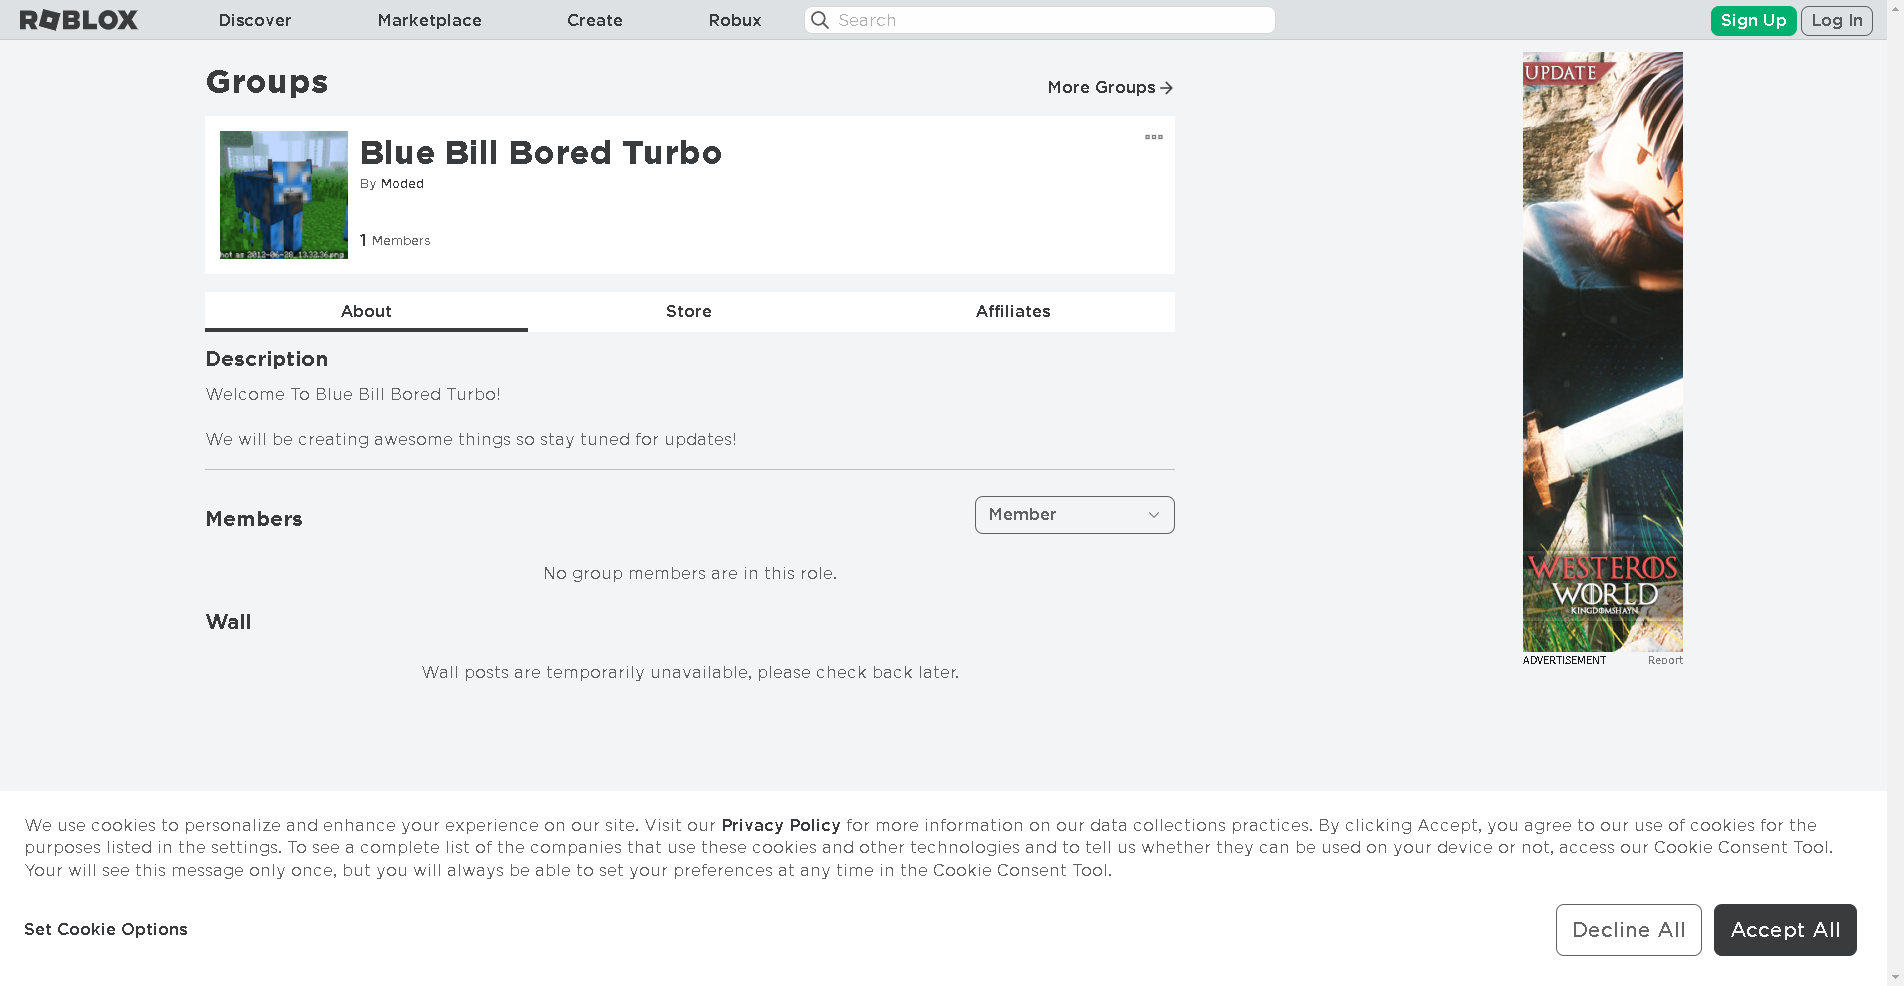 ROBLOX
Discover
Marketplace
Create
Robux
Search
Sign Up
Log In
Groups
More Groups
Blue Bill Bored Turbo
By Moded
1 Members
hot as 2012-06-20_13.32.36.png
About
Store
Affiliates
Description
Welcome To Blue Bill Bored Turbo!
We will be creating awesome things so stay tuned for updates!
Members
Member
No group members are in this role.
Wall
Wall posts are temporarily unavailable, please check back later.
UPDATE
WESTEROS
WORLD
KINGDOMSHAYN
ADVERTISEMENT
Report
We use cookies to personalize and enhance your experience on our site. Visit our Privacy Policy for more information on our data collections practices. By clicking Accept, you agree to our use of cookies for the
purposes listed in the settings. To see a complete list of the companies that use these cookies and other technologies and to tell us whether they can be used on your device or not, access our Cookie Consent Tool.
Your will see this message only once, but you will always be able to set your preferences at any time in the Cookie Consent Tool.
Set Cookie Options
Decline All
Accept All